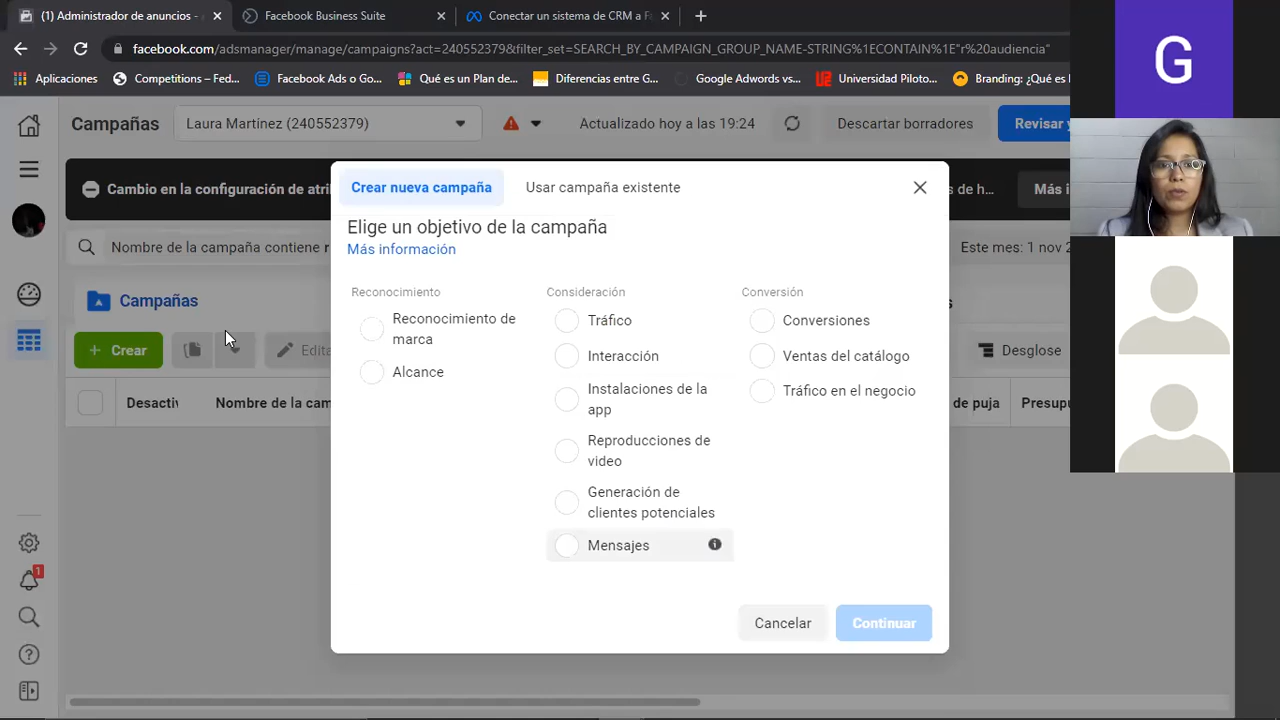 (1) Administrador de anuncios -
Facebook Business Suite
Conectar un sistema de CRM a F
facebook.com/adsmanager/manage/campaigns?act=240552379&filter_set=SEARCH_BY_CAMPAIGN_GROUP_NAME-STRING%1ECONTAIN%1E"r%20audiencia"
Aplicaciones
Competitions – Fed...
Facebook Ads o Go...
Qué es un Plan de...
Diferencias entre G...
Google Adwords vs...
Universidad Piloto...
Branding: ¿Qué es
G
Campañas
Laura Martinez (240552379)
Actualizado hoy a las 19:24
Descartar borradores
Revisar y
Cambio en la configuración de atri
s de h...
Más i
Nombre de la campaña contiene r
Este mes: 1 nov 2
Campañas
s
+ Crear
Edita
Desglose
Desactiv
Nombre de la cam
de puja
Presupu
Crear nueva campaña
Usar campaña existente
Elige un objetivo de la campaña
Más información
Reconocimiento
Reconocimiento de
marca
Alcance
Consideración
Tráfico
Interacción
Instalaciones de la
app
Reproducciones de
video
Generación de
clientes potenciales
Mensajes
Conversión
Conversiones
Ventas del catálogo
Tráfico en el negocio
Cancelar
Continuar
1